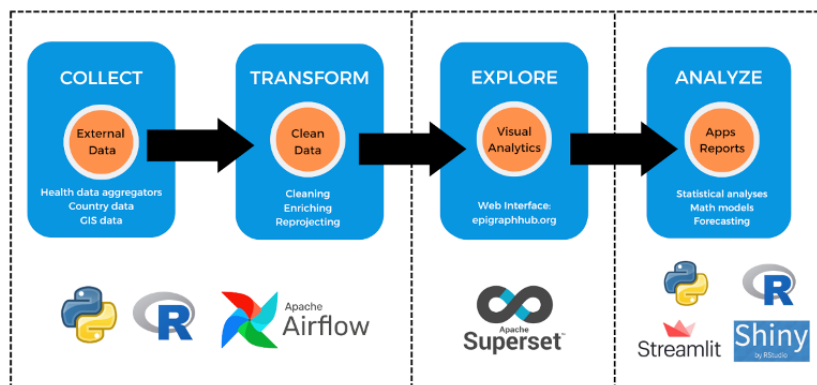 COLLECT
External
Data
Health data aggregators
Country data
GIS data
TRANSFORM
Clean
Data
Cleaning
Enriching
Reprojecting
EXPLORE
Visual
Analytics
Web Interface:
epigraphhub.org
ANALYZE
Apps
Reports
Statistical analyses
Math models
Forecasting
R
Apache
Airflow
Apache
Superset™
R
Streamlit
Shiny
by RStudio